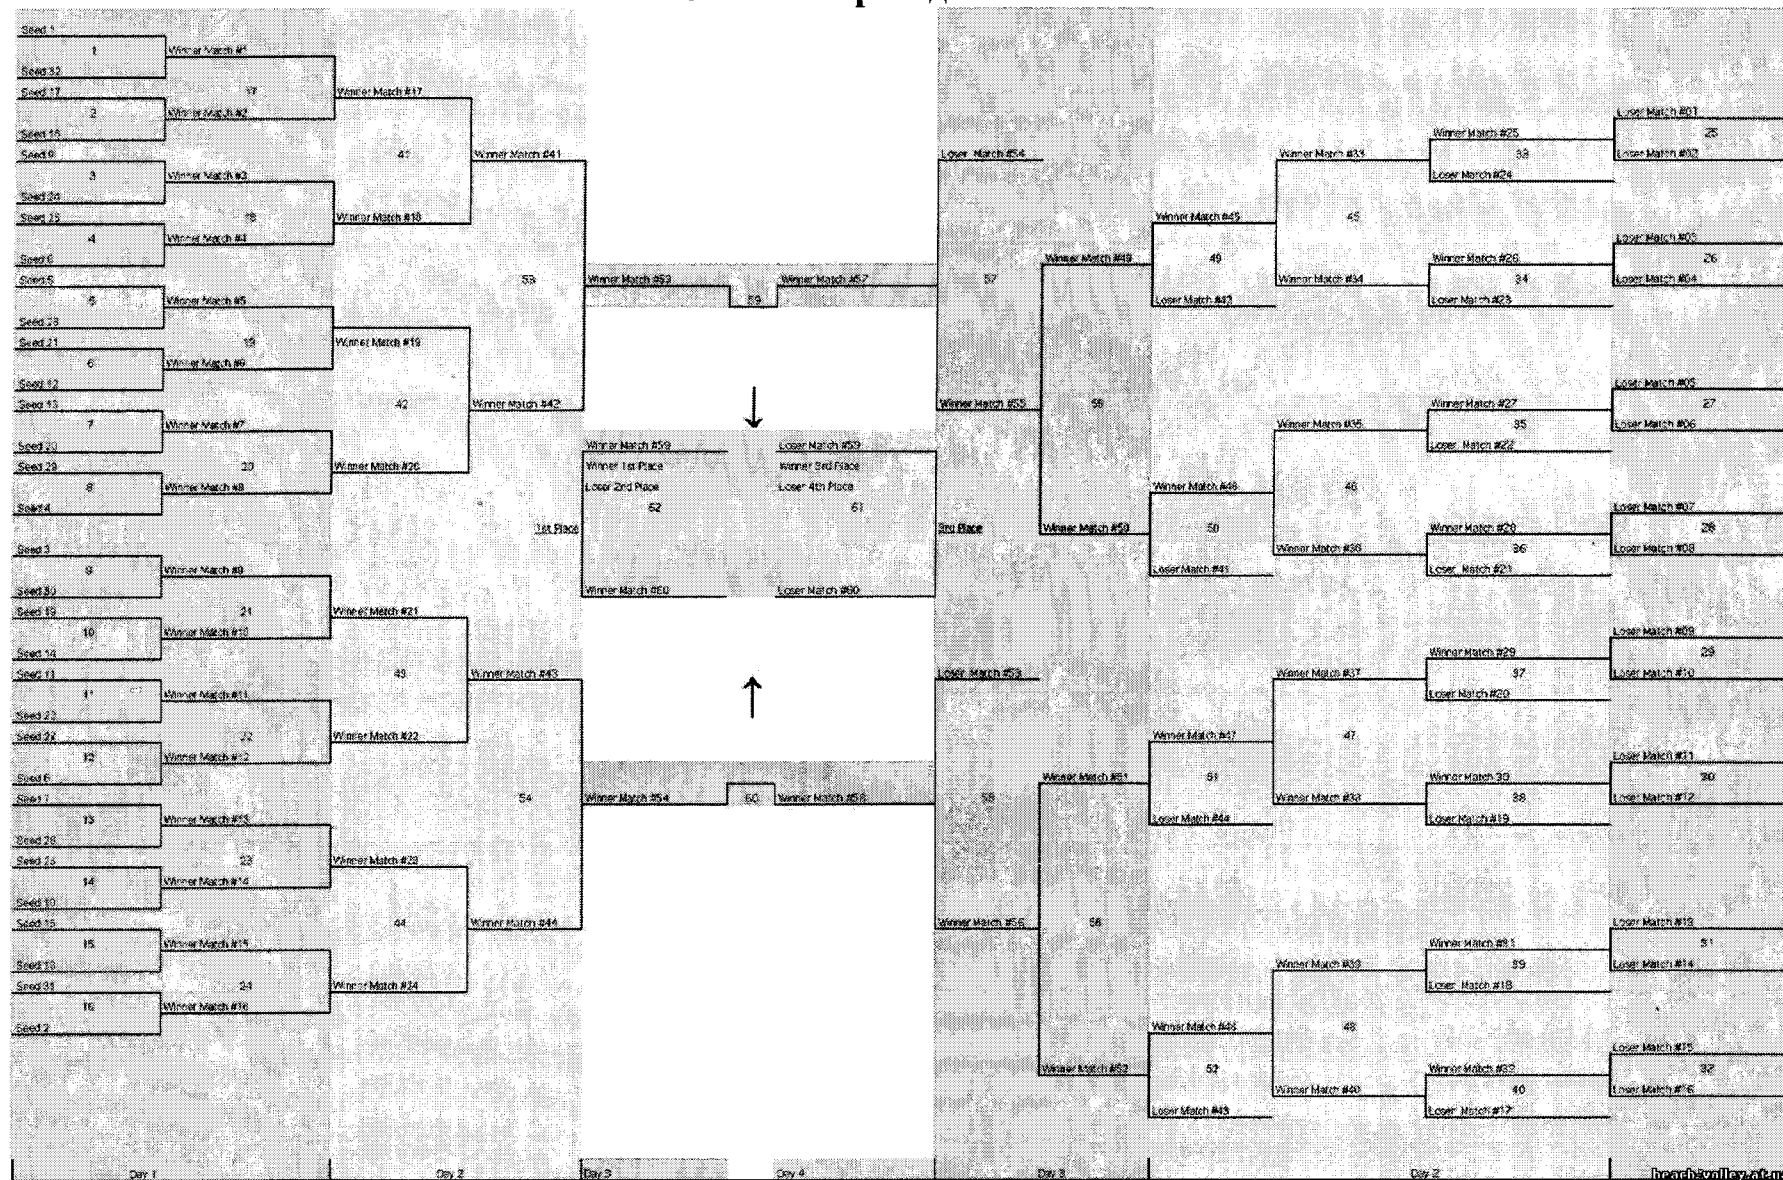 Seed 1
1
Seed 32
Winner Match #1
17
Seed 17
2
Seed 16
Winner Match #2
Winner Match #17
Seed 9
3
Seed 24
Winner Match #3
18
Seed 25
4
Winner Match #4
Winner Match #18
41
Winner Match #41
Seed 5
Winner Match #5
19
Seed 21
6
Seed 12
Winner Match #6
Winner Match #19
Seed 13
7
Seed 20
Winner Match #7
20
Seed 29
8
Winner Match #8
Winner Match #20
42
Winner Match #42
53
Seed 3
9
Seed 30
Winner Match #9
21
Seed 19
10
Seed 14
Winner Match #10
Winner Match #21
Seed 11
11
Winner Match #11
22
Seed 27
12
Seed 6
Winner Match #12
Winner Match #22
43
Winner Match #43
13
Seed 26
Winner Match #13
23
14
Seed 10
Winner Match #14
Winner Match #23
Seed 15
15
Seed 18
Winner Match #15
24
Seed 31
16
Seed 2
Winner Match #16
Winner Match #24
44
Winner Match #44
54
Winner Match #53
59
Winner Match #57
Winner Match #59
Winner 1st Place
Loser 2nd Place
62
1st Place
Winner Match #60
Loser Match #59
Winner 3rd Place
Loser 4th Place
61
3rd Place
Loser Match #60
Winner Match #54
60
Winner Match #58
Loser Match #54
57
Winner Match #55
Winner Match #49
55
Winner Match #50
Loser Match #53
58
Winner Match #56
Winner Match #51
56
Winner Match #52
Winner Match #45
49
Loser Match #42
Winner Match #46
50
Loser Match #41
Winner Match #47
51
Loser Match #44
Winner Match #48
52
Loser Match #43
Winner Match #33
45
Winner Match #34
Winner Match #35
46
Winner Match #36
Winner Match #37
47
Winner Match #38
Winner Match #39
48
Winner Match #40
Winner Match #25
33
Loser Match #24
Winner Match #26
34
Loser Match #23
Winner Match #27
35
Loser Match #22
Winner Match #28
36
Loser Match #21
Winner Match #29
37
Loser Match #20
Winner Match 30
38
Loser Match #19
Winner Match #31
39
Loser Match #18
Winner Match #32
40
Loser Match #17
Loser Match #01
25
Loser Match #02
Loser Match #03
26
Loser Match #04
Loser Match #05
27
Loser Match #06
Loser Match #07
28
Loser Match #08
Loser Match #09
29
Loser Match #10
Loser Match #11
30
Loser Match #12
Loser Match #13
31
Loser Match #14
Loser Match #15
32
Loser Match #16
Day 1
Day 2
Day 3
Day 4
Day 3
Day 2